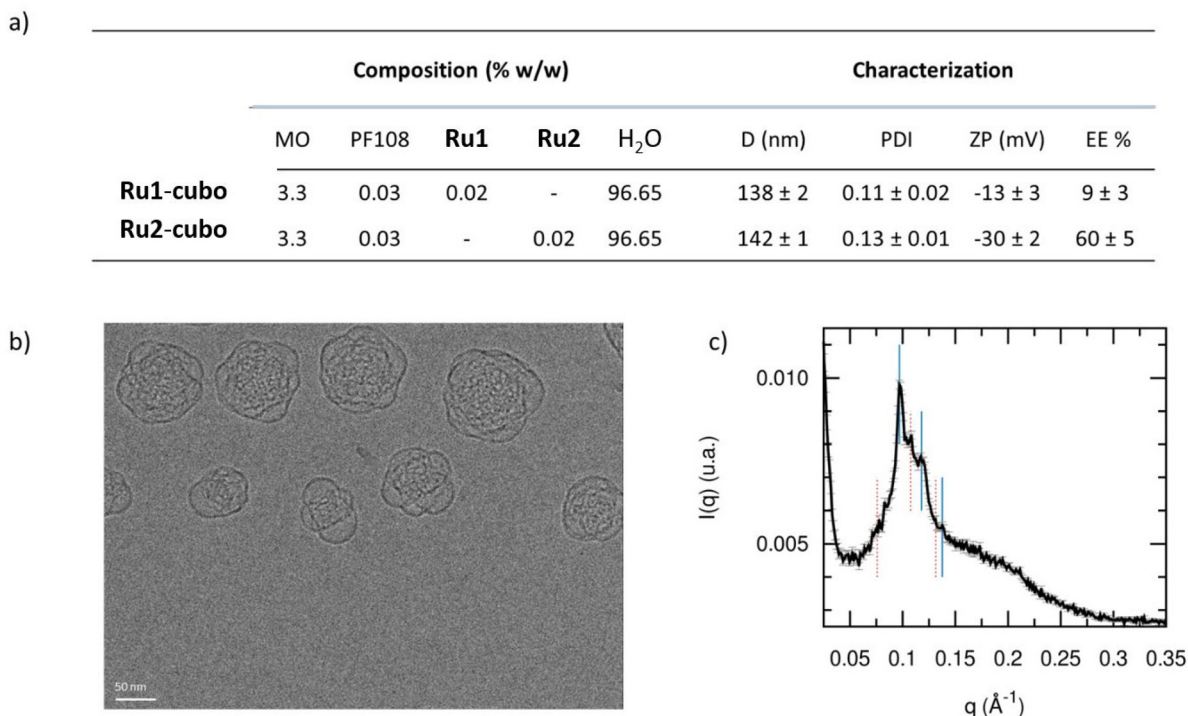 a)
Composition (% w/w) Characterization
MO PF108 Ru1 Ru2 H₂O D (nm) PDI ZP (mV) EE %
Ru1-cubo 3.3 0.03 0.02 - 96.65 138 ± 2 0.11 ± 0.02 -13 ± 3 9 ± 3
Ru2-cubo 3.3 0.03 - 0.02 96.65 142 ± 1 0.13 ± 0.01 -30 ± 2 60 ± 5
b)
50 nm
c)
I(q) (u.a.)
0.010
0.005
0.05 0.1 0.15 0.2 0.25 0.3 0.35
q (Å⁻¹)